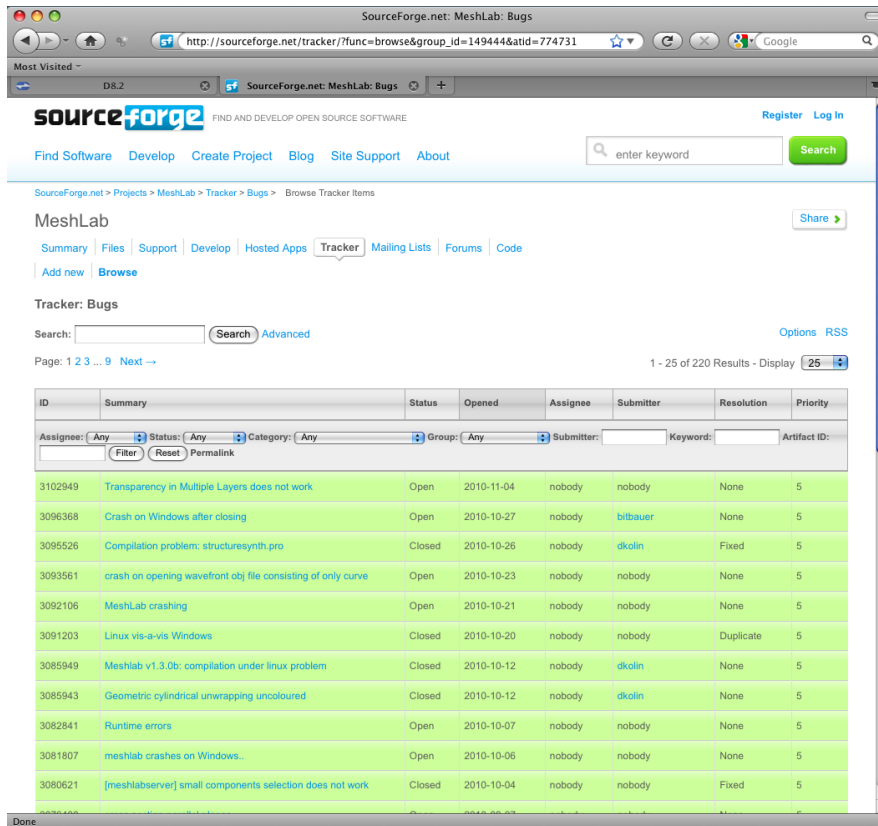 SourceForge.net: MeshLab: Bugs
sf http://sourceforge.net/tracker/?func=browse&group_id=149444&atid=774731 Google
Most Visited
D8.2 sf SourceForge.net: MeshLab: Bugs +
sourceforge FIND AND DEVELOP OPEN SOURCE SOFTWARE Register Log In
Find Software Develop Create Project Blog Site Support About enter keyword Search
SourceForge.net > Projects > MeshLab > Tracker > Bugs > Browse Tracker Items
MeshLab Share
Summary Files Support Develop Hosted Apps Tracker Mailing Lists Forums Code
Add new Browse
Tracker: Bugs
Search: Search Advanced Options RSS
Page: 1 2 3 ... 9 Next → 1 - 25 of 220 Results - Display 25
ID Summary Status Opened Assignee Submitter Resolution Priority
Assignee: Any Status: Any Category: Any Group: Any Submitter: Keyword: Artifact ID:
Filter Reset Permalink
3102949 Transparency in Multiple Layers does not work Open 2010-11-04 nobody nobody None 5
3096368 Crash on Windows after closing Open 2010-10-27 nobody bitbauer None 5
3095526 Compilation problem: structuresynth.pro Closed 2010-10-26 nobody dkolin Fixed 5
3093561 crash on opening wavefront obj file consisting of only curve Open 2010-10-23 nobody nobody None 5
3092106 MeshLab crashing Open 2010-10-21 nobody nobody None 5
3091203 Linux vis-a-vis Windows Closed 2010-10-20 nobody nobody Duplicate 5
3085949 Meshlab v1.3.0b: compilation under linux problem Closed 2010-10-12 nobody dkolin None 5
3085943 Geometric cylindrical unwrapping uncoloured Closed 2010-10-12 nobody dkolin None 5
3082841 Runtime errors Open 2010-10-07 nobody nobody None 5
3081807 meshlab crashes on Windows.. Open 2010-10-06 nobody nobody None 5
3080621 [meshlabserver] small components selection does not work Closed 2010-10-04 nobody nobody Fixed 5
Done